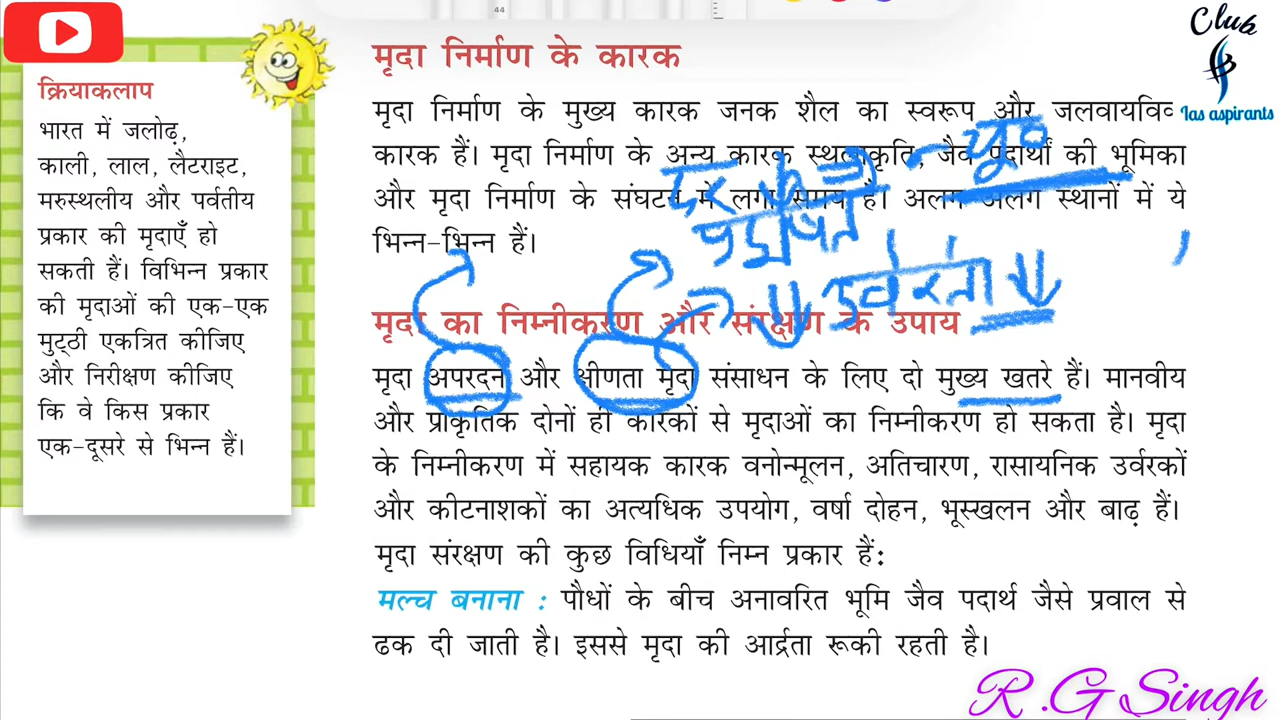 44
Club
Ias aspirants
क्रियाकलाप
भारत में जलोढ़,
काली, लाल, लैटराइट,
मरुस्थलीय और पर्वतीय
प्रकार की मृदाएँ हो
सकती हैं। विभिन्न प्रकार
की मृदाओं की एक-एक
मुट्ठी एकत्रित कीजिए
और निरीक्षण कीजिए
कि वे किस प्रकार
एक-दूसरे से भिन्न हैं।
मृदा निर्माण के कारक
मृदा निर्माण के मुख्य कारक जनक शैल का स्वरूप और
कारक हैं। मृदा निर्माण के अन्य कारक स्थलाकृति, जैव पदार्थों की भूमिका
और मृदा निर्माण के संघटन में लगा समय है। अलग-अलग स्थानों में ये
भिन्न-भिन्न हैं।
उर्वरता
मृदा का निम्नीकरण और संरक्षण के उपाय
मृदा अपरदन और क्षीणता मृदा संसाधन के लिए दो मुख्य खतरे हैं। मानवीय
और प्राकृतिक दोनों ही कारकों से मृदाओं का निम्नीकरण हो सकता है। मृदा
के निम्नीकरण में सहायक कारक वनोन्मूलन, अतिचारण, रासायनिक उर्वरकों
और कीटनाशकों का अत्यधिक उपयोग, वर्षा दोहन, भूस्खलन और बाढ़ हैं।
मृदा संरक्षण की कुछ विधियाँ निम्न प्रकार हैं:
मल्च बनाना : पौधों के बीच अनावरित भूमि जैव पदार्थ जैसे प्रवाल से
ढक दी जाती है। इससे मृदा की आर्द्रता रूकी रहती है।
R.G Singh